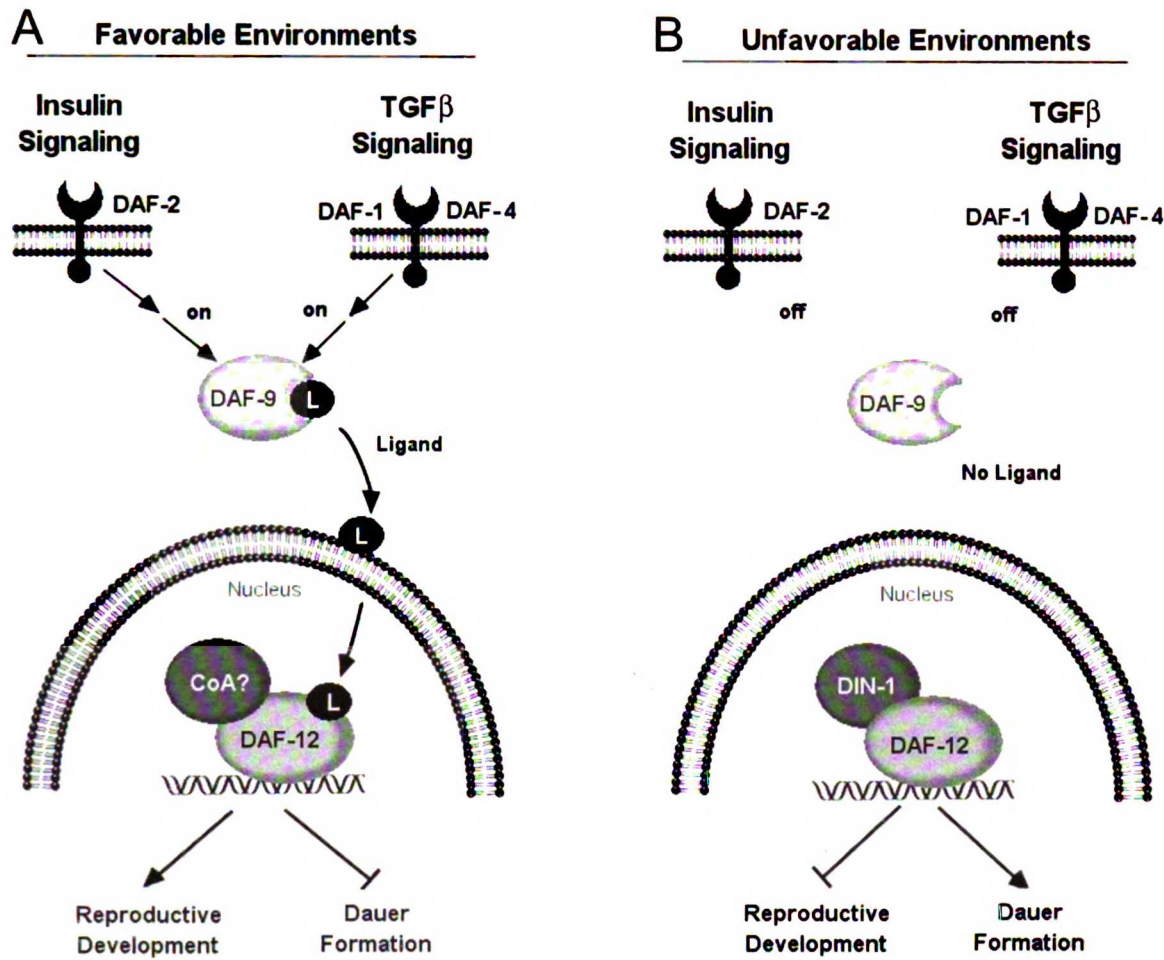 A
Favorable Environments
Insulin
Signaling
TGFβ
Signaling
DAF-2
DAF-1
DAF-4
on
on
DAF-9
L
Ligand
L
Nucleus
CoA?
L
DAF-12
Reproductive
Development
Dauer
Formation
B
Unfavorable Environments
Insulin
Signaling
TGFβ
Signaling
DAF-2
DAF-1
DAF-4
off
off
DAF-9
No Ligand
Nucleus
DIN-1
DAF-12
Reproductive
Development
Dauer
Formation